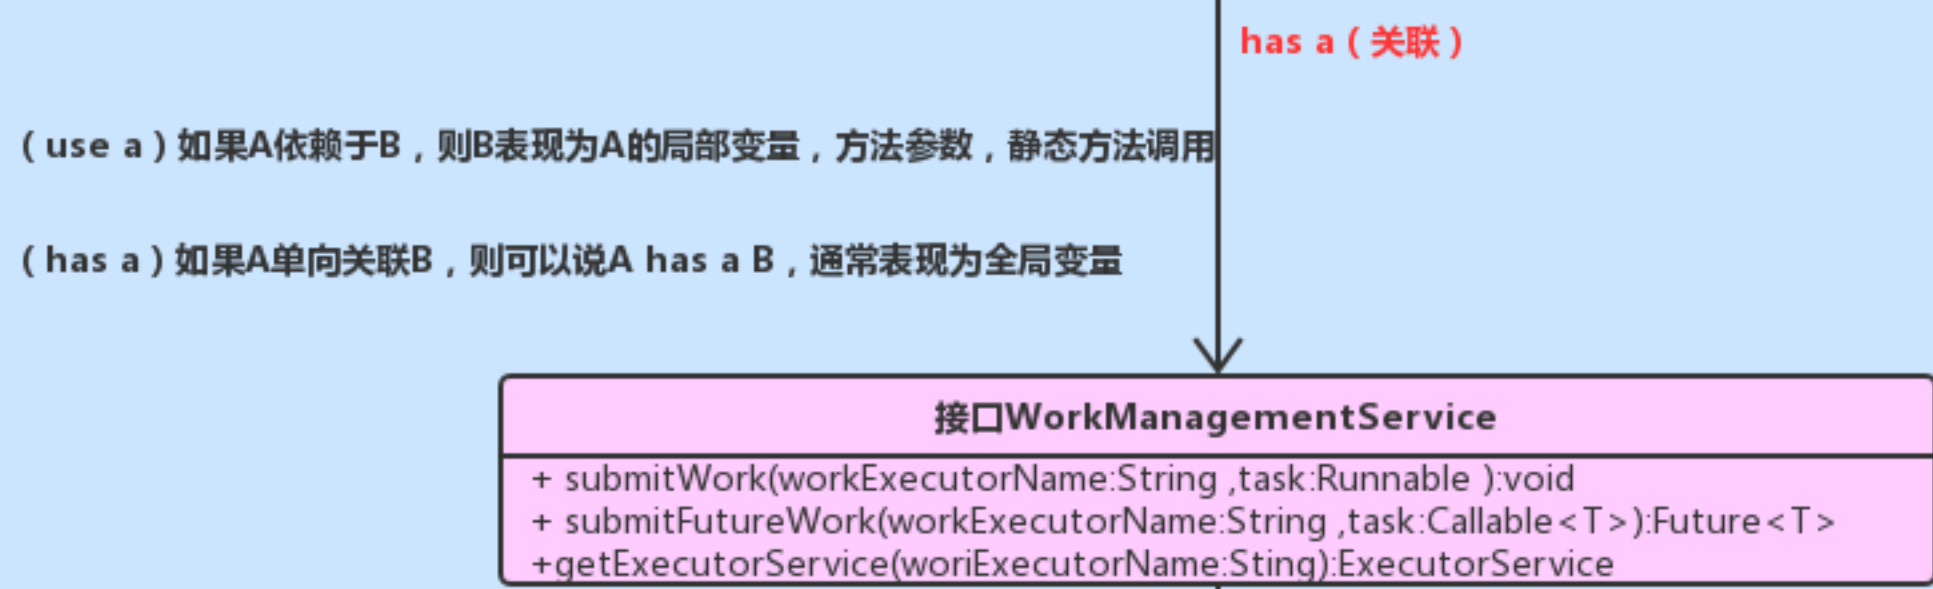 has a（关联）
（use a）如果A依赖于B，则B表现为A的局部变量，方法参数，静态方法调用
（has a）如果A单向关联B，则可以说A has a B，通常表现为全局变量
接口WorkManagementService
+ submitWork(workExecutorName:String ,task:Runnable ):void
+ submitFutureWork(workExecutorName:String ,task:Callable<T>):Future<T>
+getExecutorService(woriExecutorName:Sting):ExecutorService